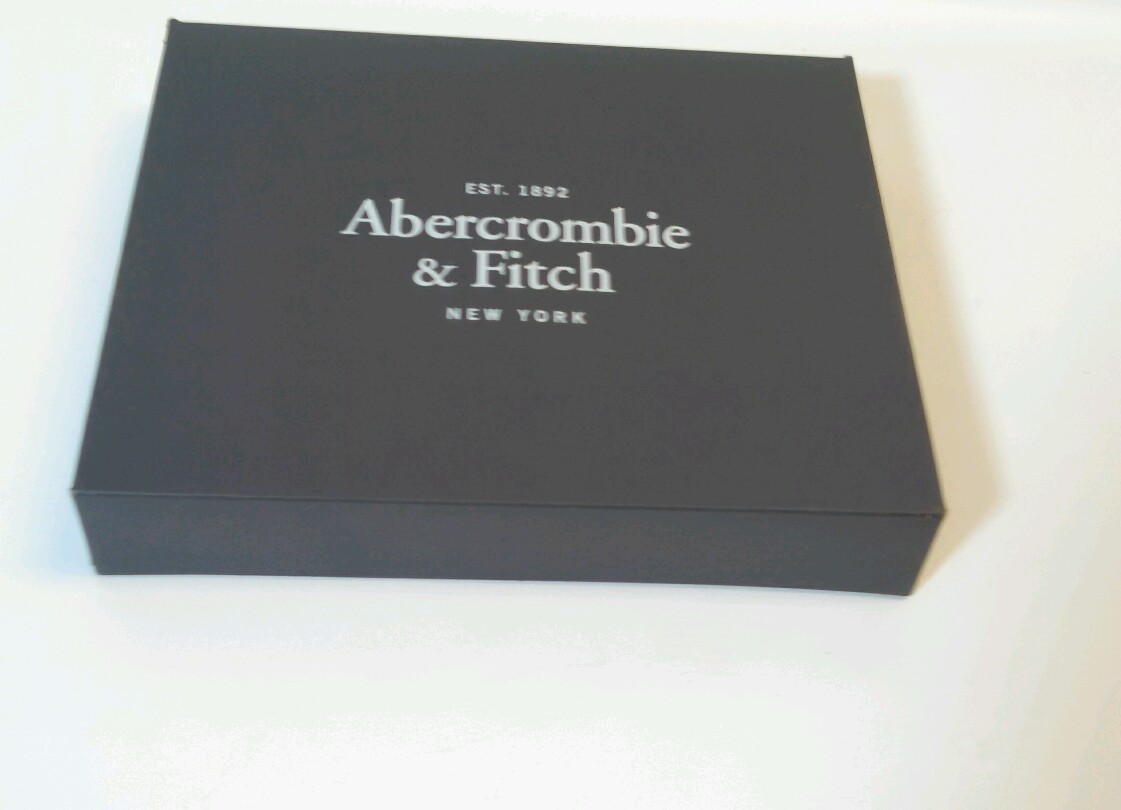 EST. 1892
Abercrombie
& Fitch
NEW YORK